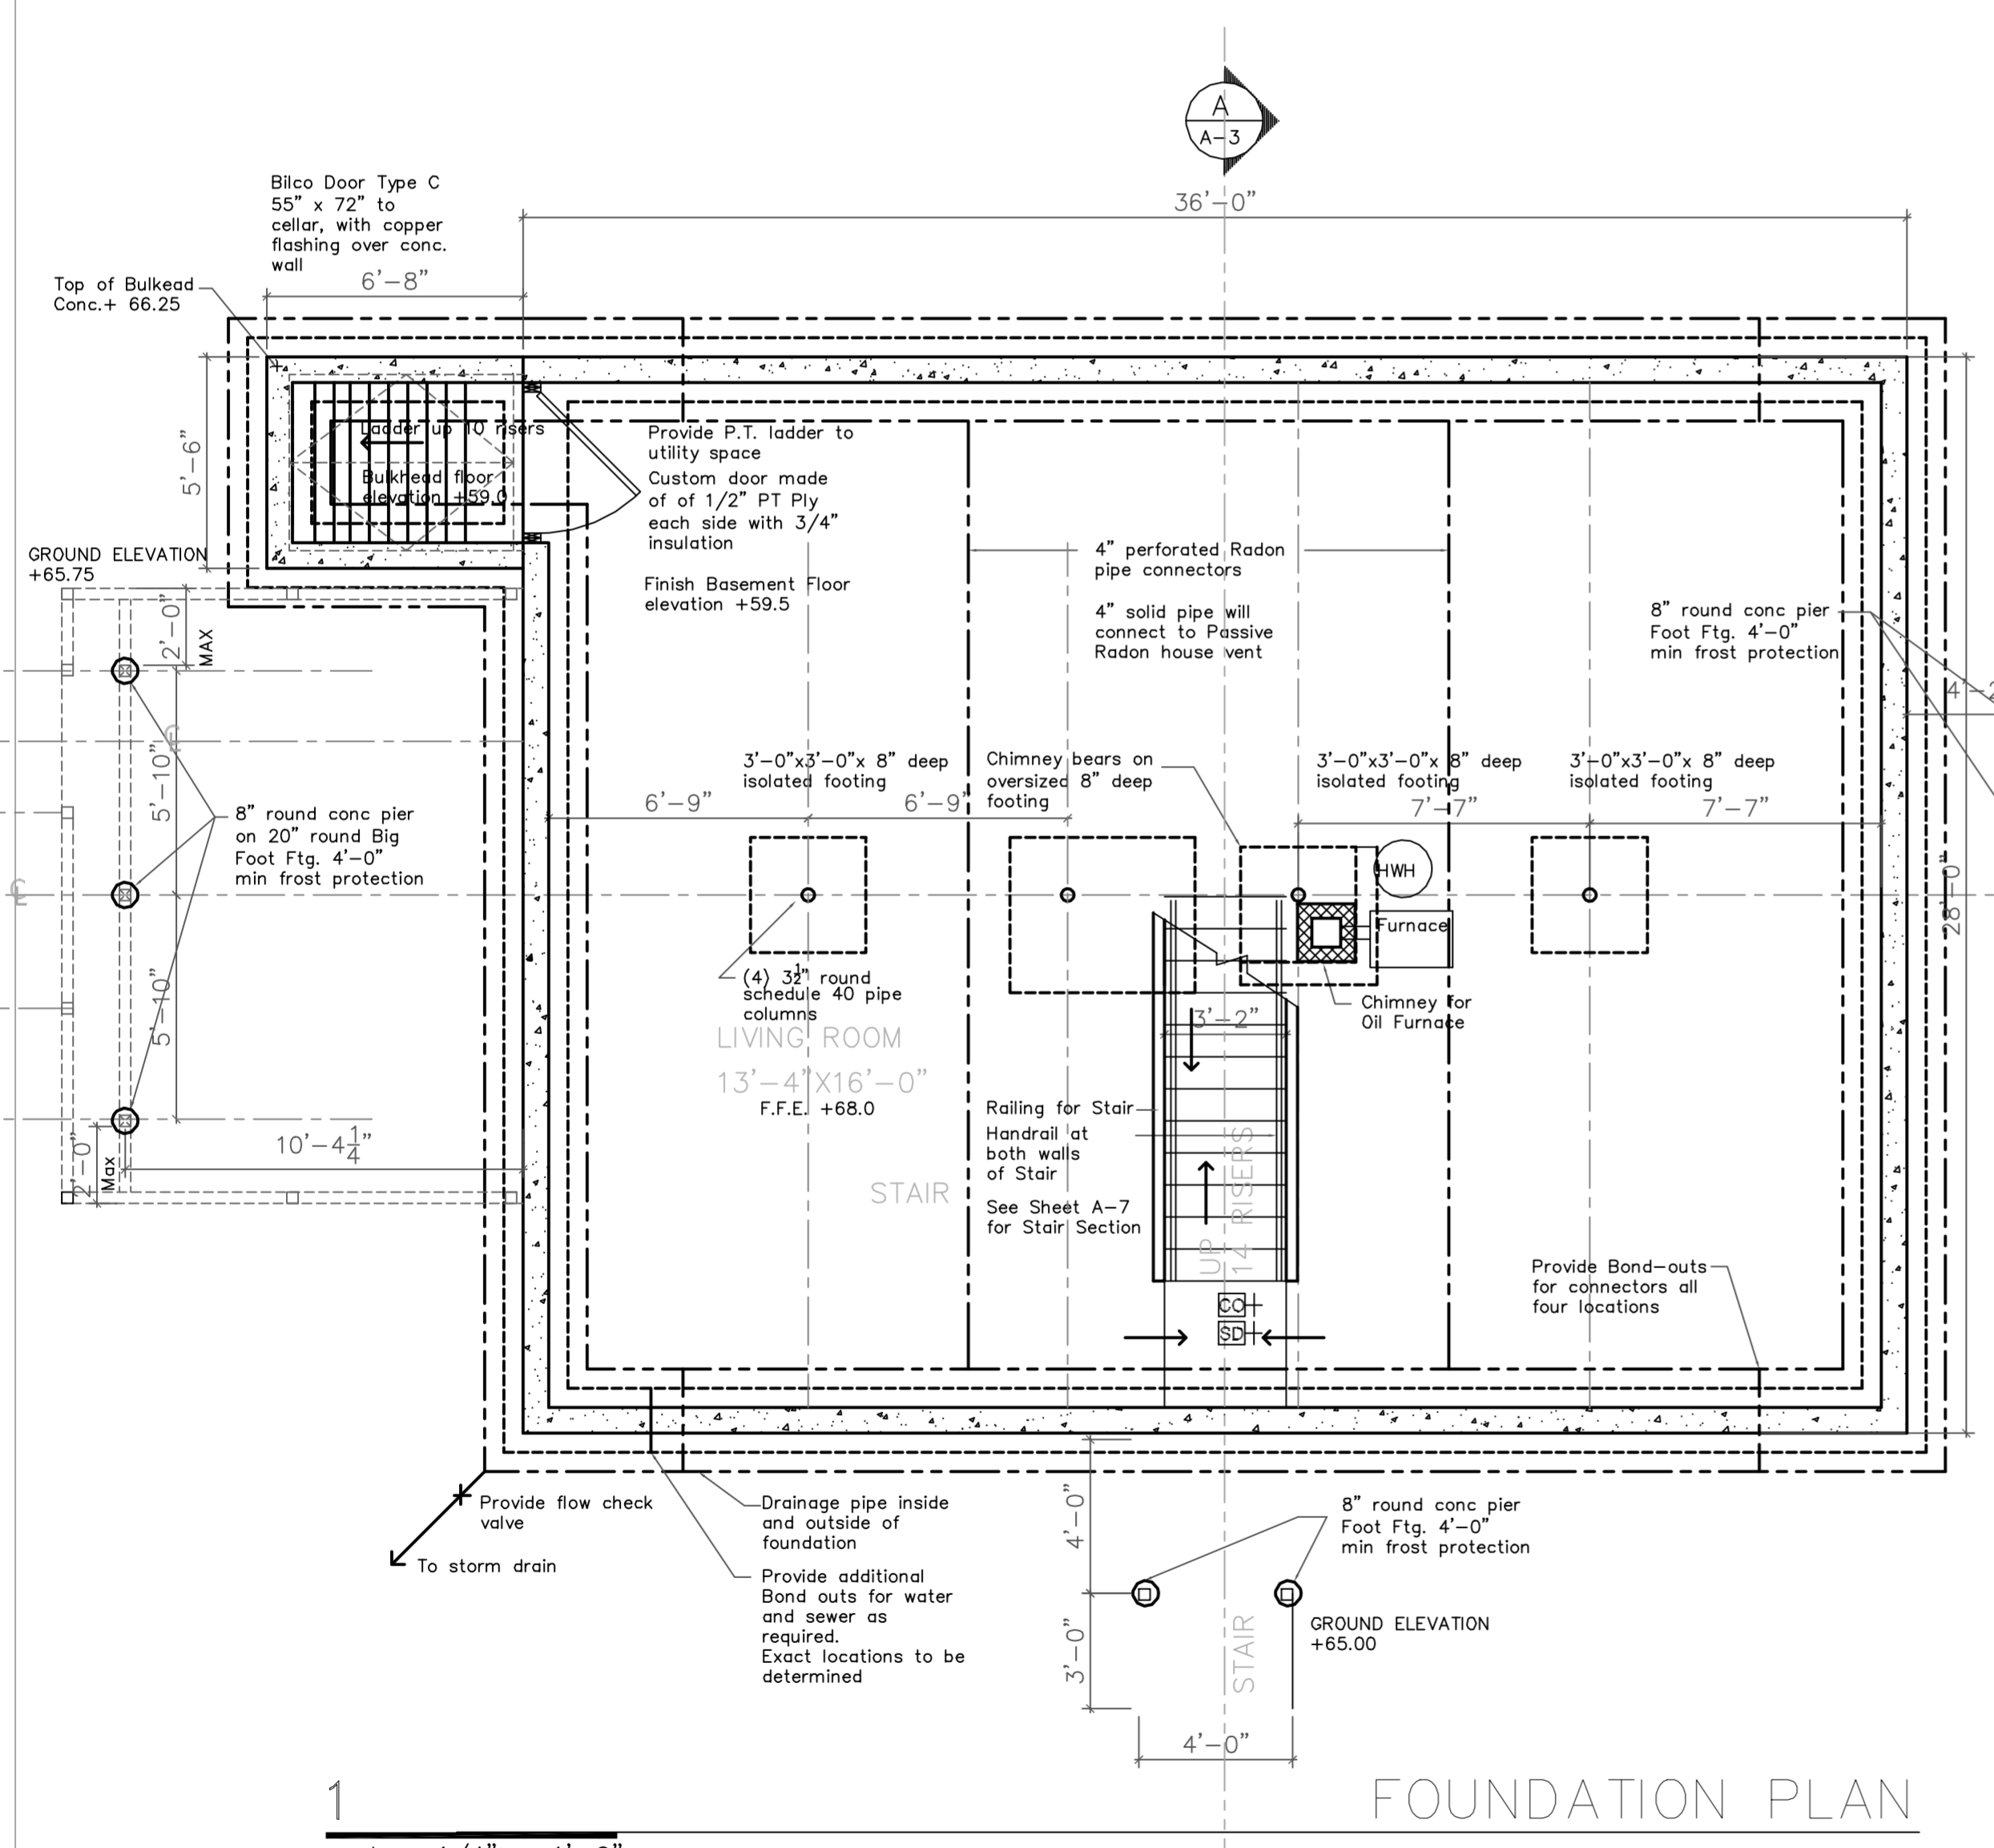 A
A-3
36'-0"
Bilco Door Type C
55" x 72" to
cellar, with copper
flashing over conc.
wall
6'-8"
Top of Bulkead
Conc.+ 66.25
5'-6"
Ladder up 10 risers
Bulkhead floor
elevation +59.0
Provide P.T. ladder to
utility space
Custom door made
of of 1/2" PT Ply
each side with 3/4"
insulation
Finish Basement Floor
elevation +59.5
GROUND ELEVATION
+65.75
2'-0"
MAX
4" perforated Radon
pipe connectors
4" solid pipe will
connect to Passive
Radon house vent
8" round conc pier
Foot Ftg. 4'-0"
min frost protection
5'-10"
8" round conc pier
on 20" round Big
Foot Ftg. 4'-0"
min frost protection
5'-10"
3'-0"x3'-0"x 8" deep
isolated footing
Chimney bears on
oversized 8" deep
footing
3'-0"x3'-0"x 8" deep
isolated footing
3'-0"x3'-0"x 8" deep
isolated footing
6'-9"
6'-9"
7'-7"
7'-7"
HWH
Furnace
28'-0"
(4) 3½" round
schedule 40 pipe
columns
Chimney for
Oil Furnace
3'-2"
LIVING ROOM
13'-4"X16'-0"
F.F.E. +68.0
Railing for Stair
Handrail at
both walls
of Stair
See Sheet A-7
for Stair Section
STAIR
UP
14 RISERS
10'-4¼"
2'-0"
Max
CO
SD
Provide Bond-outs
for connectors all
four locations
Provide flow check
valve
To storm drain
Drainage pipe inside
and outside of
foundation
Provide additional
Bond outs for water
and sewer as
required.
Exact locations to be
determined
4'-0"
3'-0"
8" round conc pier
Foot Ftg. 4'-0"
min frost protection
GROUND ELEVATION
+65.00
STAIR
4'-0"
1
FOUNDATION PLAN